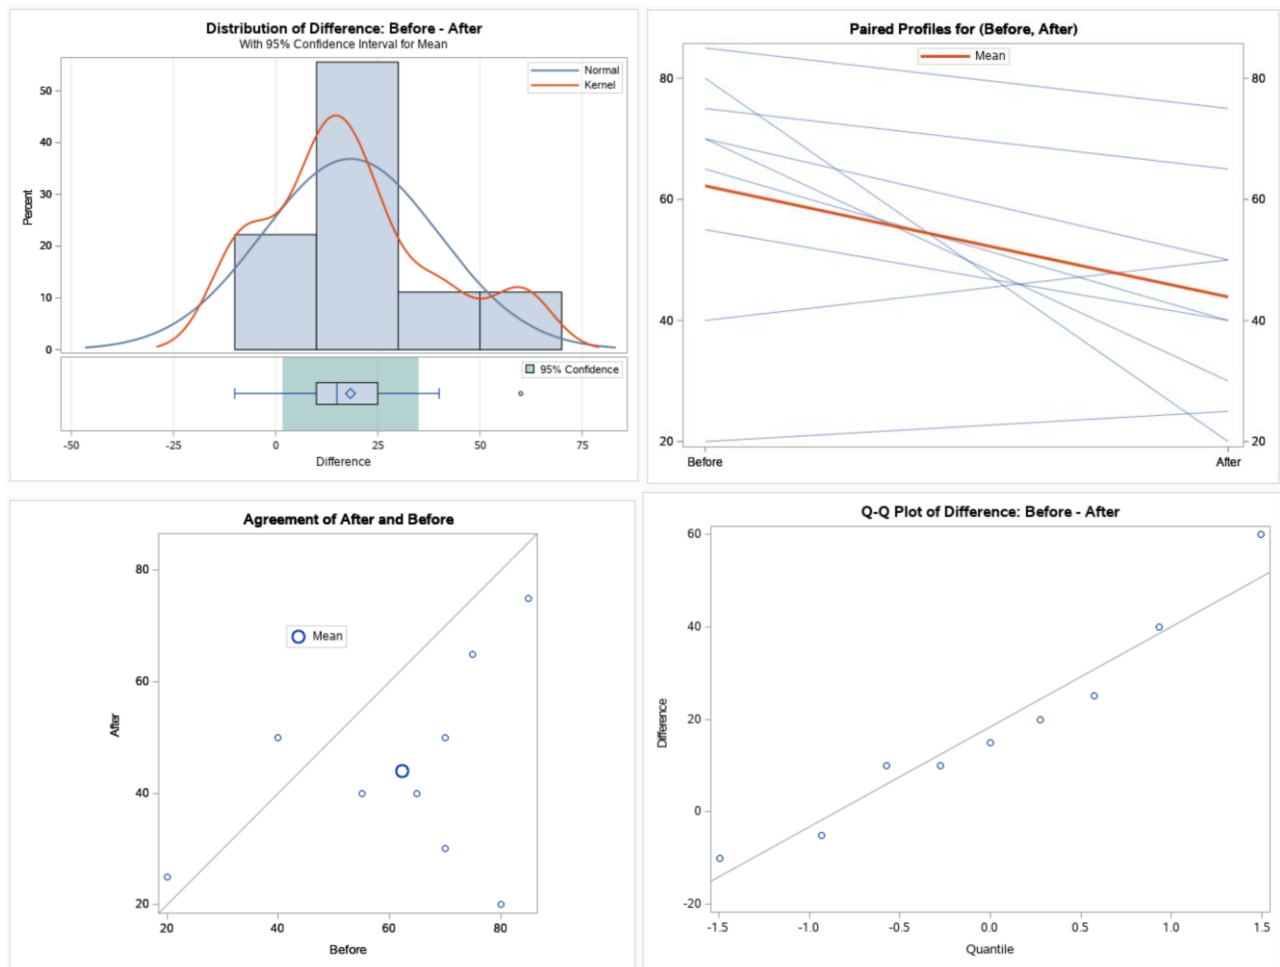 Distribution of Difference: Before - After
With 95% Confidence Interval for Mean
Normal
Kernel
50
40
30
20
10
0
Percent
95% Confidence
-50 -25 0 25 50 75
Difference
Paired Profiles for (Before, After)
Mean
80 80
60 60
40 40
20 20
Before After
Agreement of After and Before
80
Mean
60
After
40
20
20 40 60 80
Before
Q-Q Plot of Difference: Before - After
60
40
20
Difference
0
-20
-1.5 -1.0 -0.5 0.0 0.5 1.0 1.5
Quantile